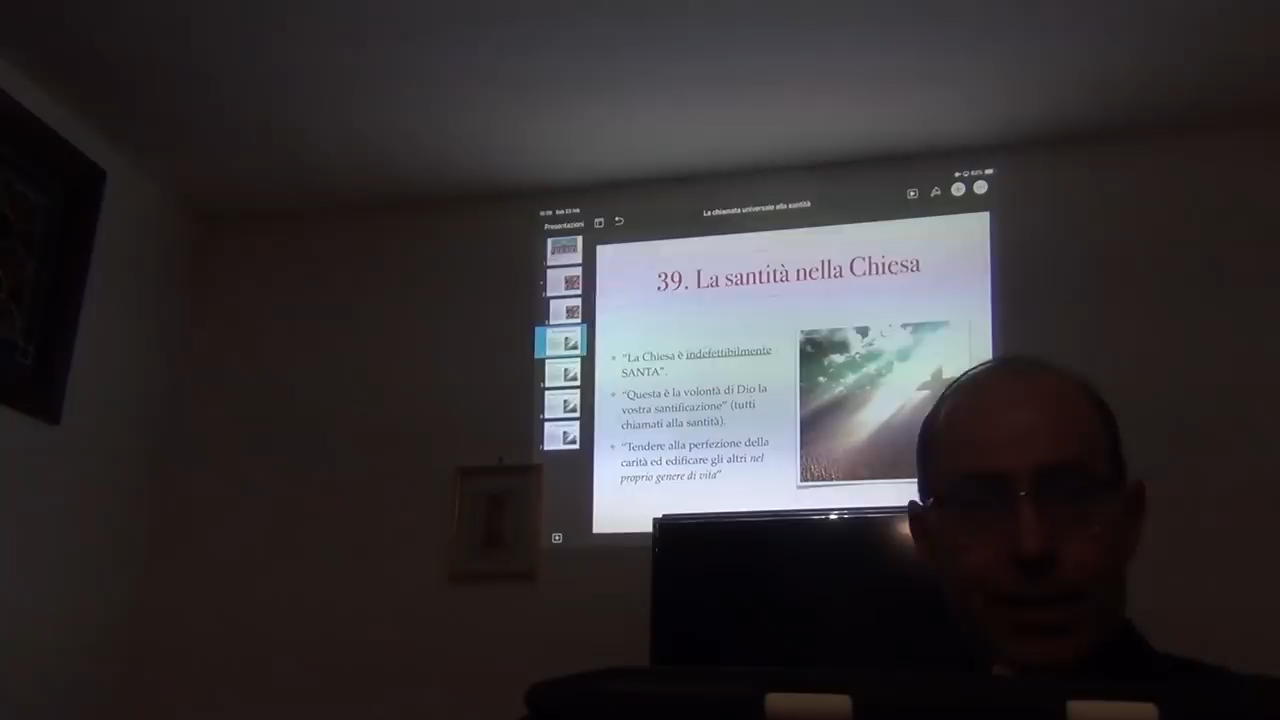 Presentazioni
La chiamata universale alla santità
39. La santità nella Chiesa
“La Chiesa è indefettibilmente
SANTA”.
“Questa è la volontà di Dio la
vostra santificazione” (tutti
chiamati alla santità).
“Tendere alla perfezione della
carità ed edificare gli altri nel
proprio genere di vita”